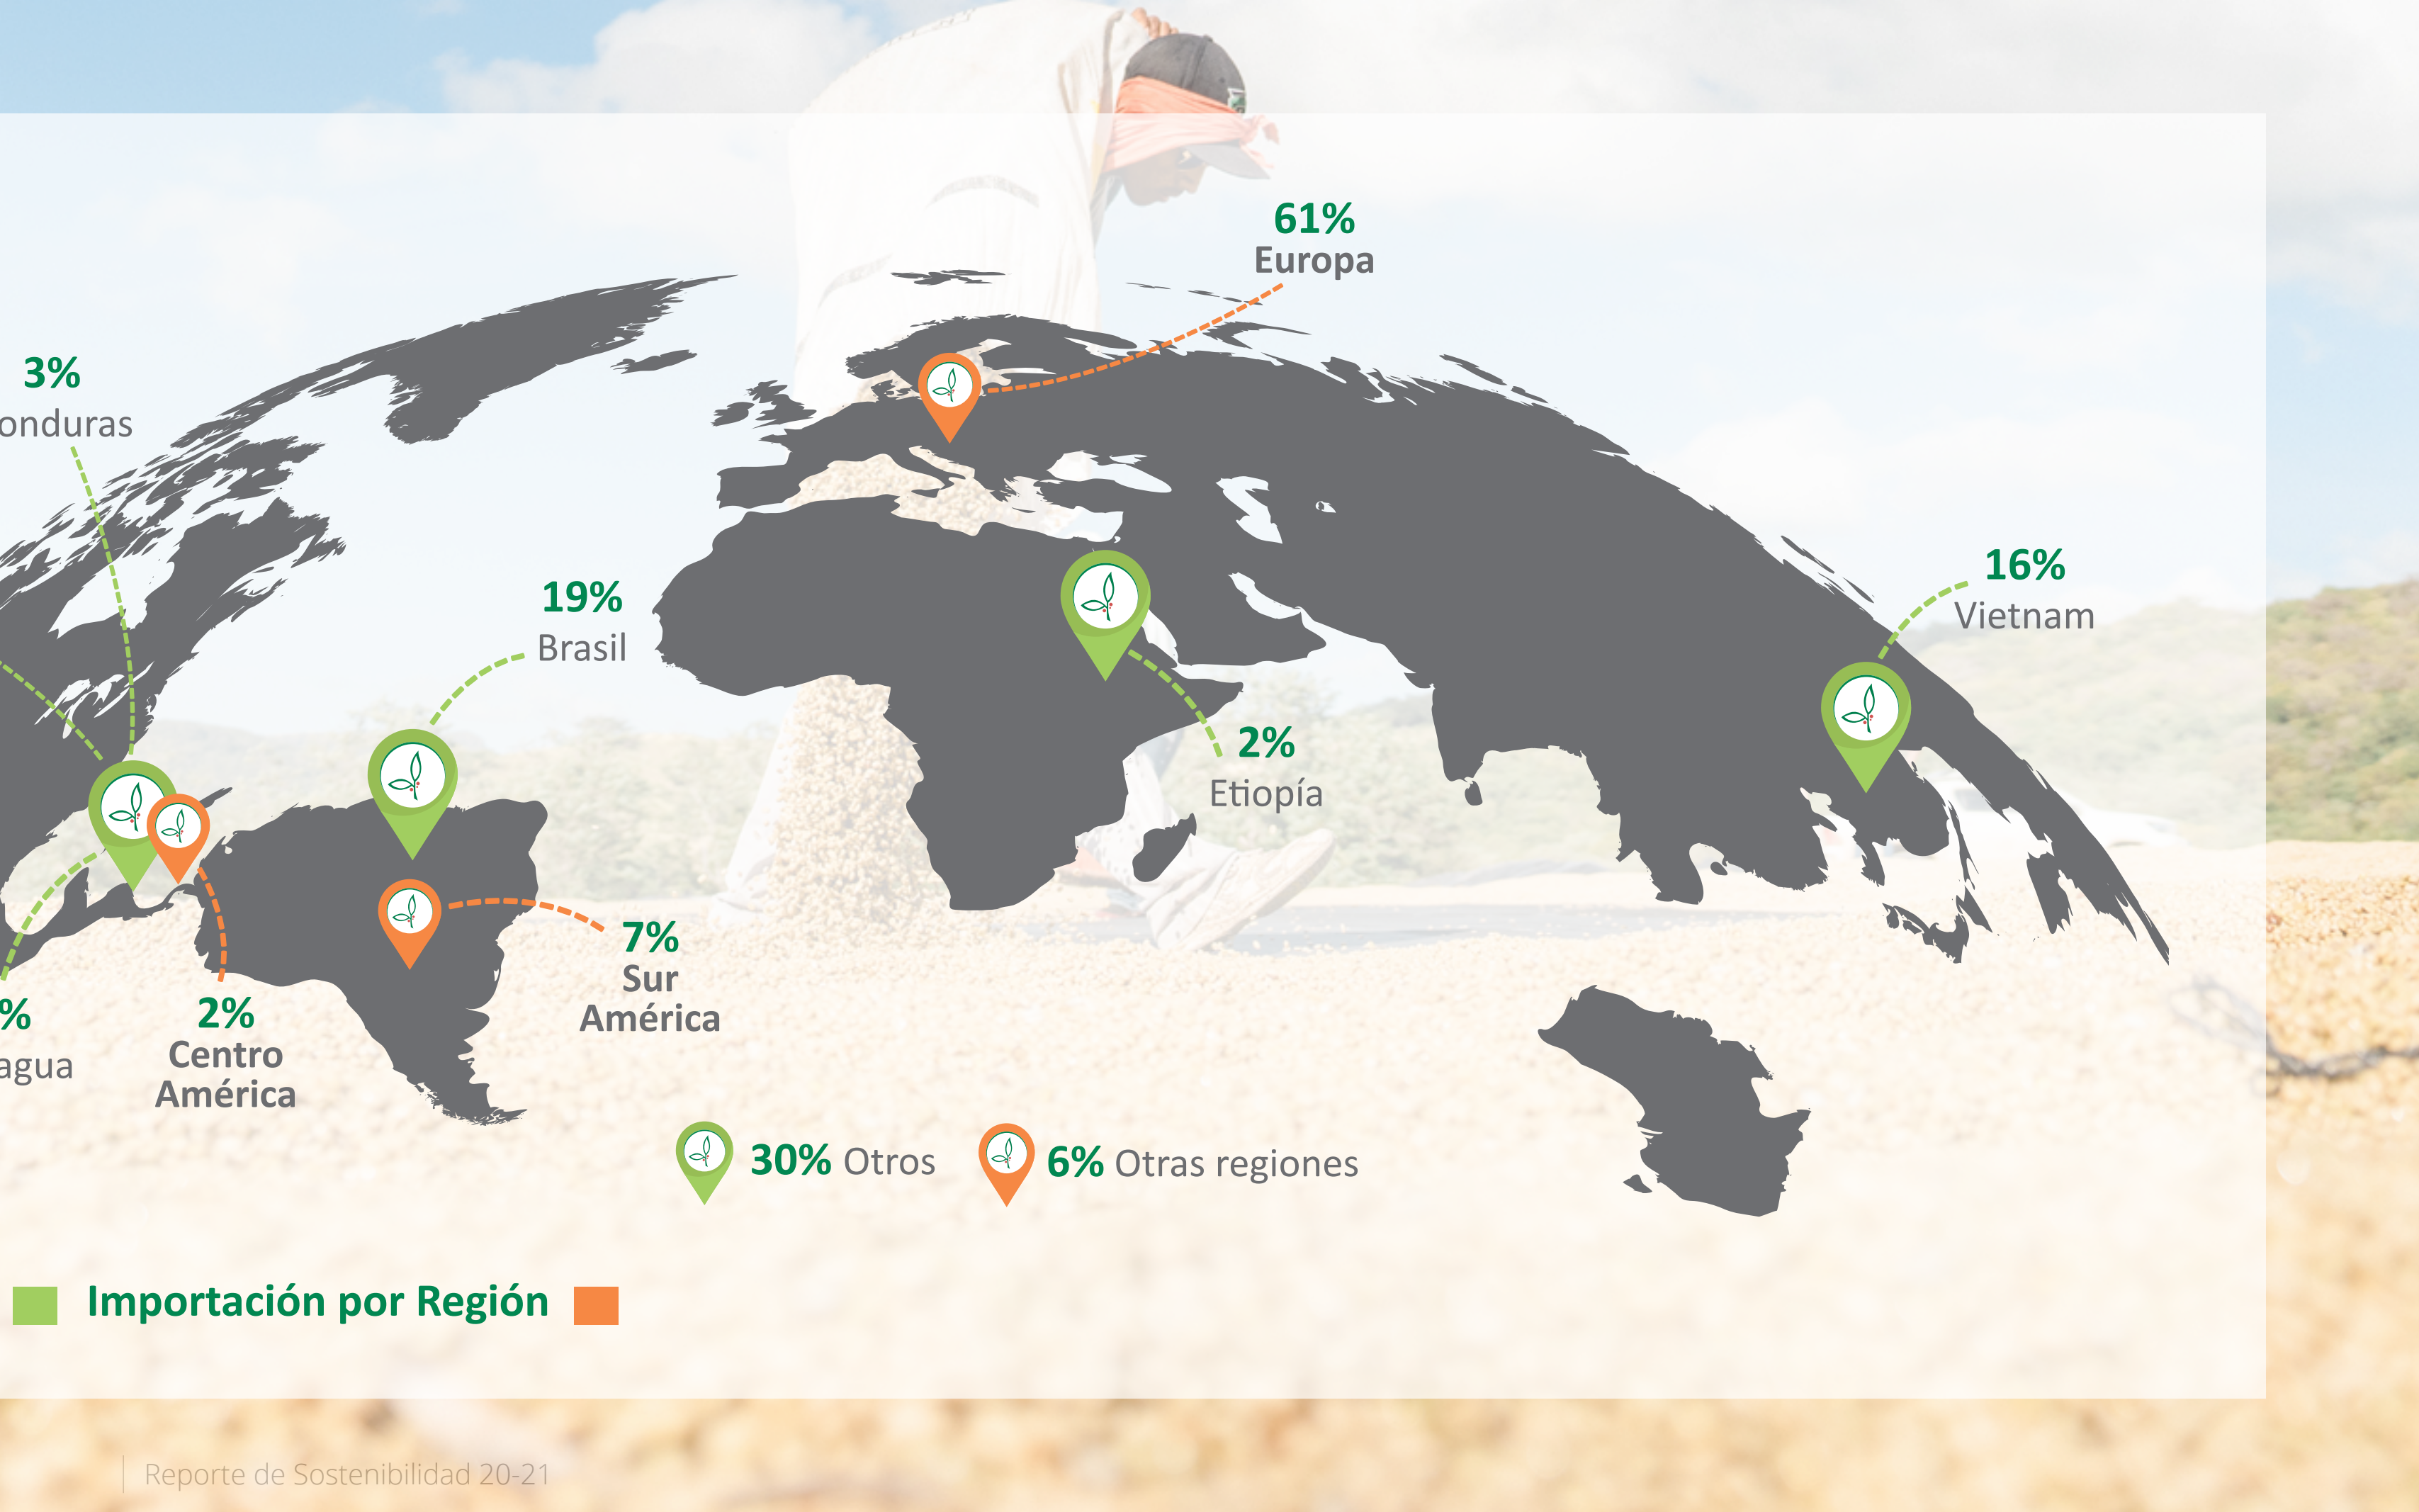 61%
Europa
3%
onduras
16%
Vietnam
19%
Brasil
2%
Etiopía
7%
Sur
América
%
agua
2%
Centro
América
30% Otros
6% Otras regiones
Importación por Región
Reporte de Sostenibilidad 20-21